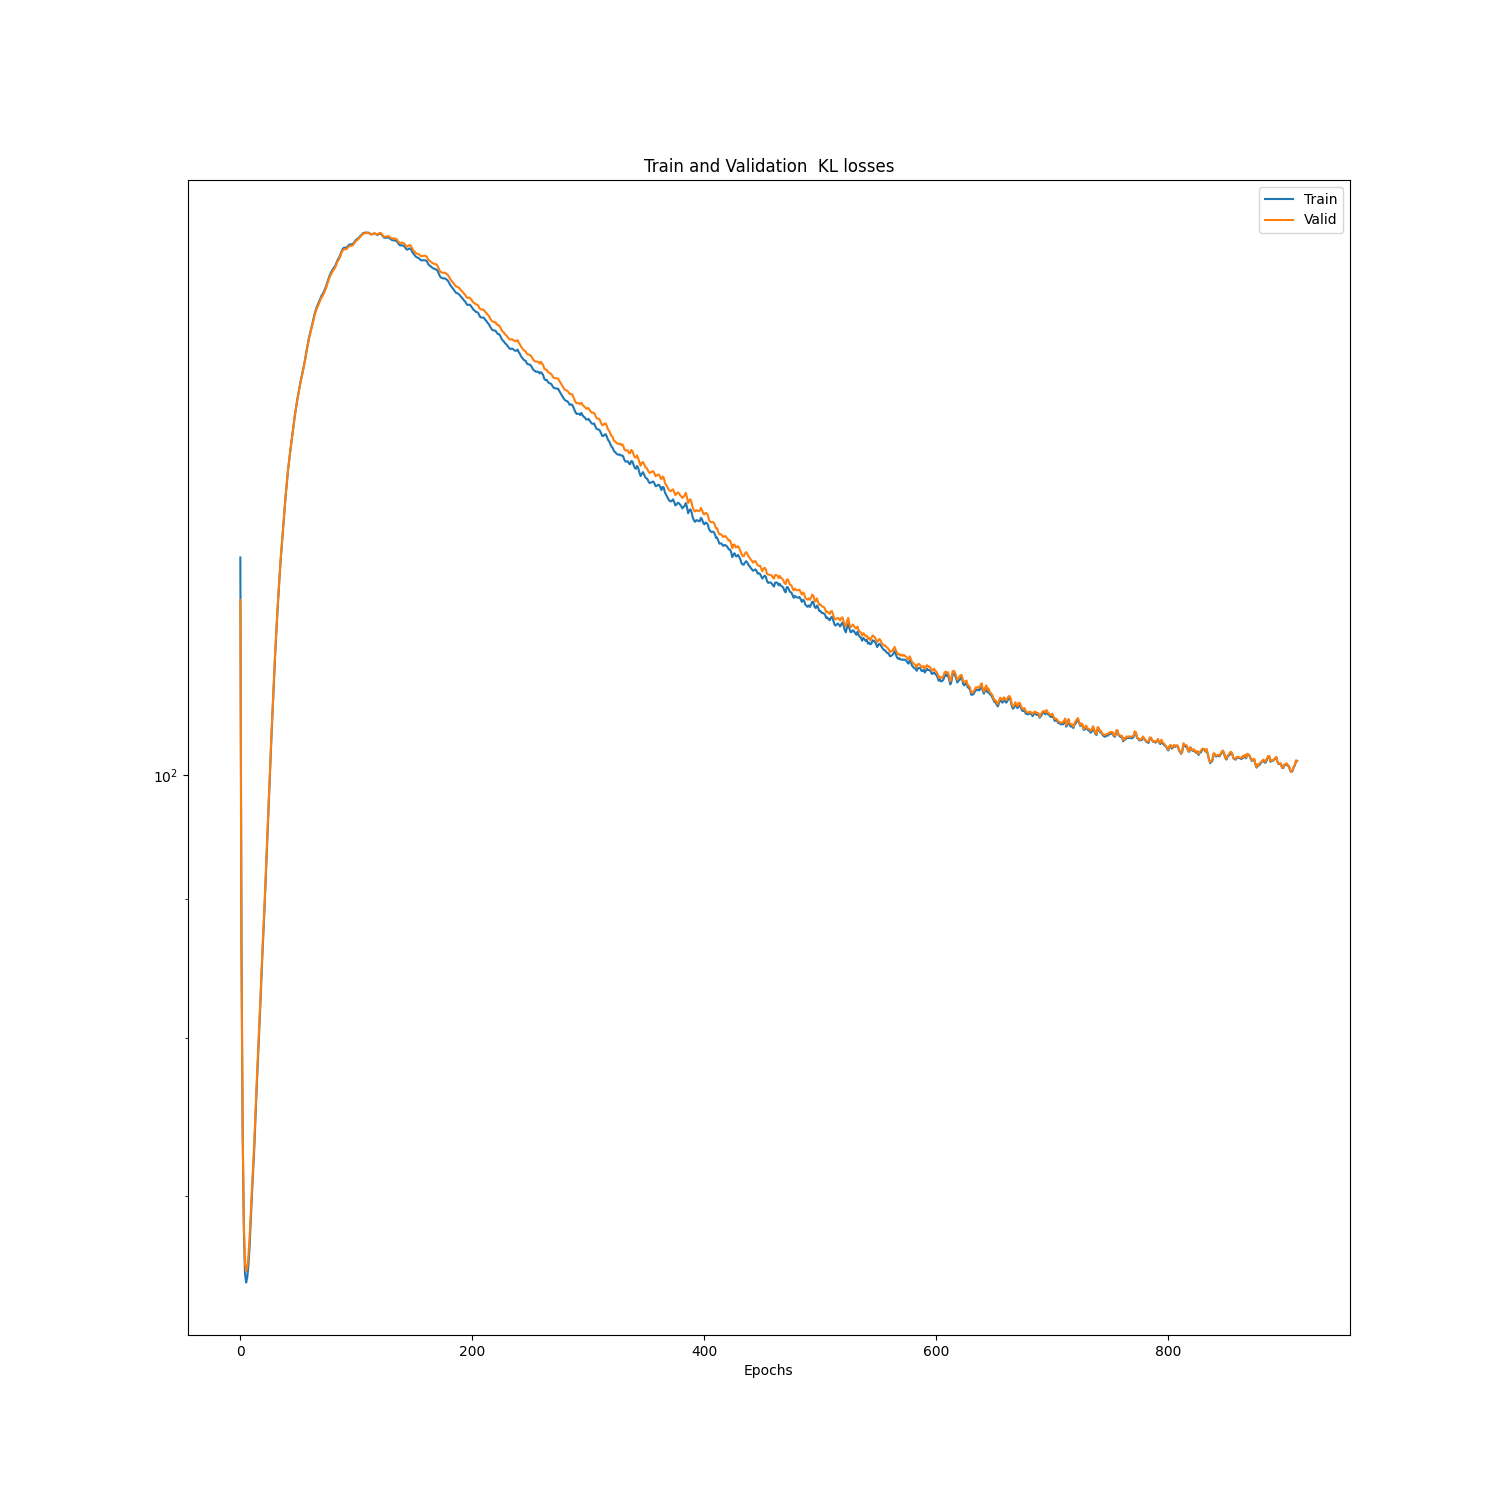 Train and Validation  KL losses
Train
Valid
10²
0 200 400 600 800
Epochs